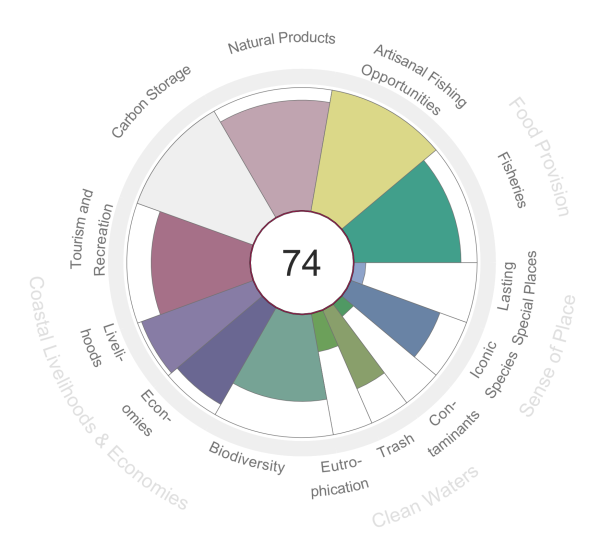 Natural Products
Artisanal Fishing
Opportunities
Carbon Storage
Food Provision
Fisheries
Tourism and
Recreation
74
Lasting
Special Places
Iconic
Species
Sense of Place
Con-
taminants
Trash
Clean Waters
Eutro-
phication
Biodiversity
Econ-
omies
Liveli-
hoods
Coastal Livelihoods & Economies